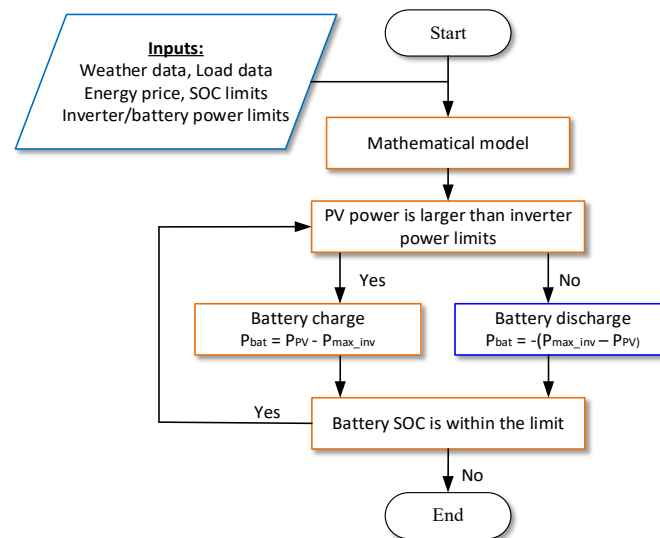 Start
Inputs:
Weather data, Load data
Energy price, SOC limits
Inverter/battery power limits
Mathematical model
PV power is larger than inverter
power limits
Yes
No
Battery charge
Pbat = PPV - Pmax_inv
Battery discharge
Pbat = -(Pmax_inv – PPV)
Yes
Battery SOC is within the limit
No
End